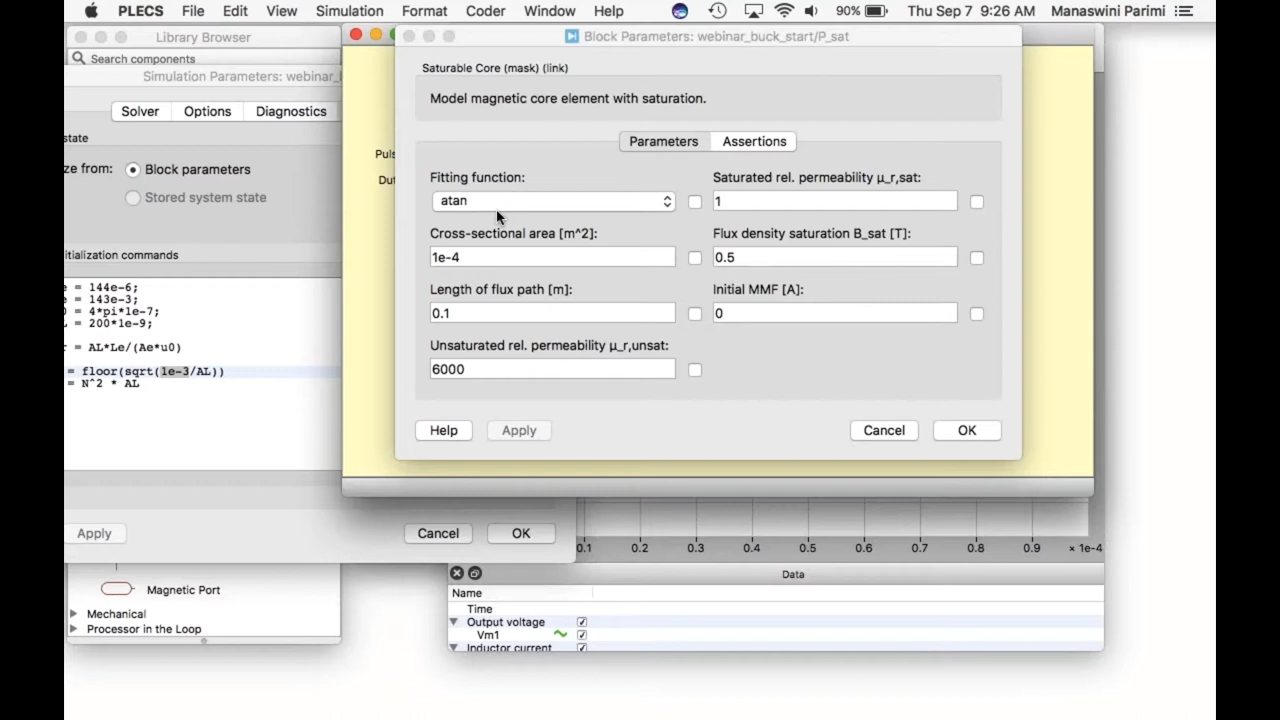 PLECS File Edit View Simulation Format Coder Window Help 90% Thu Sep 7 9:26 AM Manaswini Parimi
Library Browser
Search components
Simulation Parameters: webinar_
Solver Options Diagnostics
state
ze from: Block parameters
Stored system state
itialization commands
= 144e-6;
= 143e-3;
= 4*pi*1e-7;
= 200*1e-9;
= AL*Le/(Ae*u0)
= floor(sqrt(1e-3/AL))
= N^2 * AL
Apply Cancel OK
Magnetic Port
Mechanical
Processor in the Loop
Puls
Dut
Block Parameters: webinar_buck_start/P_sat
Saturable Core (mask) (link)
Model magnetic core element with saturation.
Parameters Assertions
Fitting function:
atan
Cross-sectional area [m^2]:
1e-4
Length of flux path [m]:
0.1
Unsaturated rel. permeability μ_r,unsat:
6000
Saturated rel. permeability μ_r,sat:
1
Flux density saturation B_sat [T]:
0.5
Initial MMF [A]:
0
Help Apply Cancel OK
0.1 0.2 0.3 0.4 0.5 0.6 0.7 0.8 0.9 × 1e-4
Data
Name
Time
Output voltage
Vm1
Inductor current